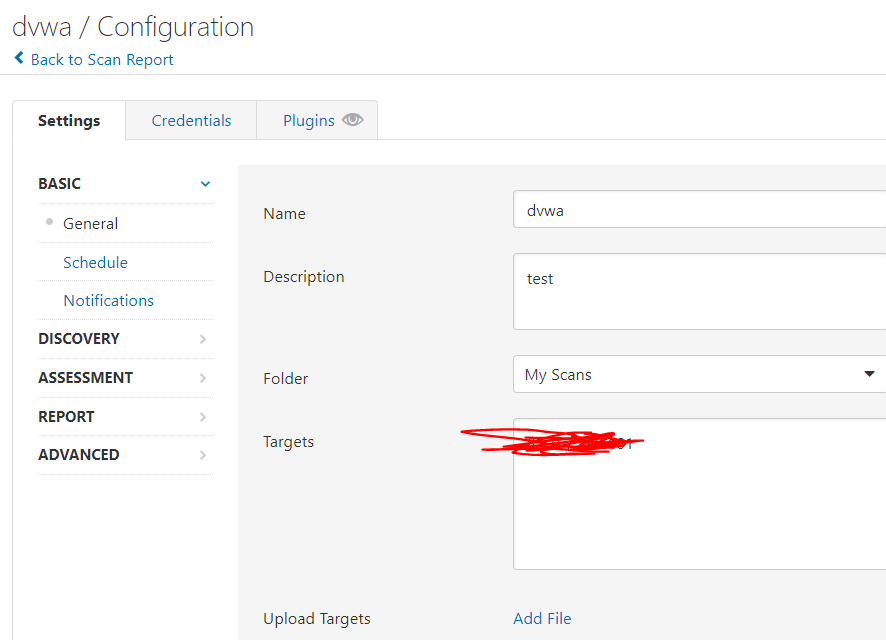 dvwa / Configuration
Back to Scan Report
Settings
Credentials
Plugins
BASIC
General
Schedule
Notifications
DISCOVERY
ASSESSMENT
REPORT
ADVANCED
Name
dvwa
Description
test
Folder
My Scans
Targets
Upload Targets
Add File